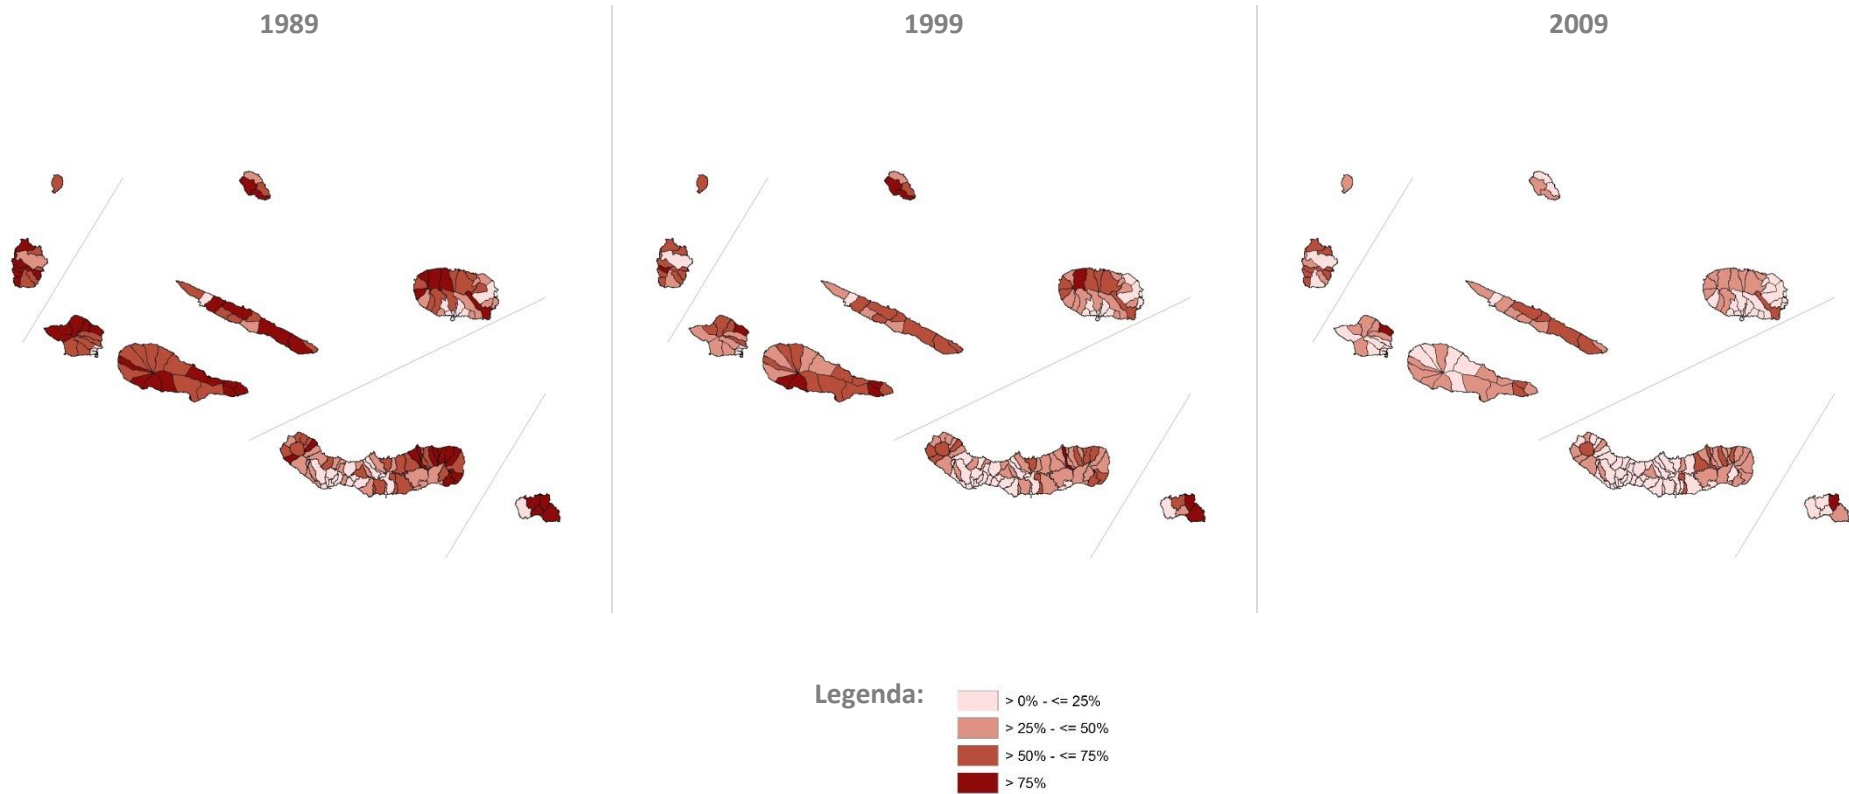 1989
1999
2009
Legenda:
> 0% - <= 25%
> 25% - <= 50%
> 50% - <= 75%
> 75%